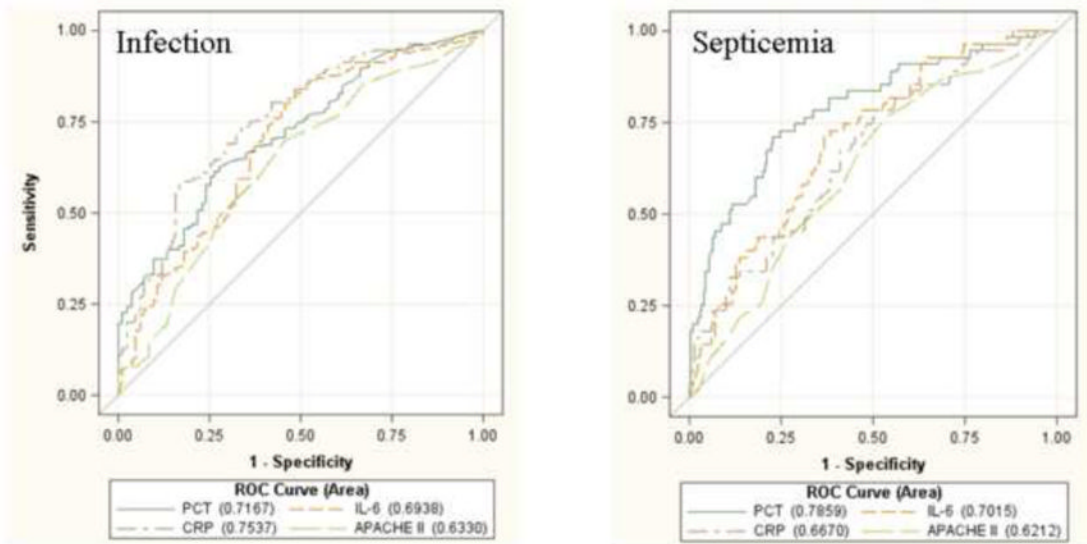 Infection
1.00
0.75
0.50
0.25
0.00
Sensitivity
0.00 0.25 0.50 0.75 1.00
1 - Specificity
ROC Curve (Area)
PCT (0.7167) IL-6 (0.6938)
CRP (0.7537) APACHE II (0.6330)
Septicemia
1.00
0.75
0.50
0.25
0.00
0.00 0.25 0.50 0.75 1.00
1 - Specificity
ROC Curve (Area)
PCT (0.7859) IL-6 (0.7015)
CRP (0.6670) APACHE II (0.6212)